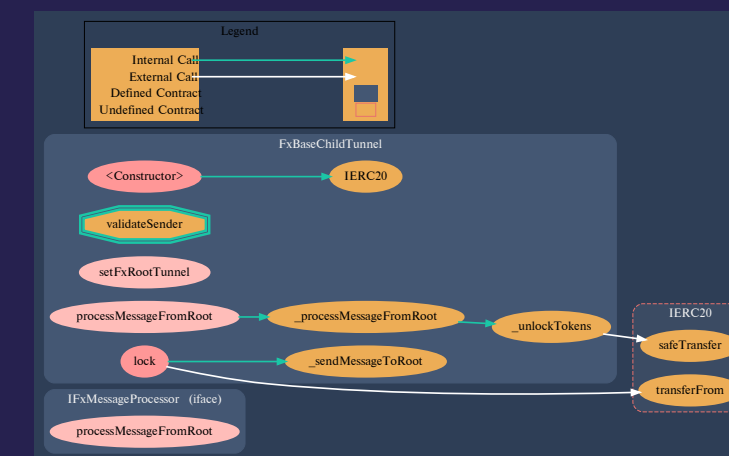 Legend
Internal Call
External Call
Defined Contract
Undefined Contract
FxBaseChildTunnel
<Constructor>
IERC20
validateSender
setFxRootTunnel
processMessageFromRoot
_processMessageFromRoot
_unlockTokens
IERC20
safeTransfer
lock
_sendMessageToRoot
transferFrom
IFxMessageProcessor (iface)
processMessageFromRoot